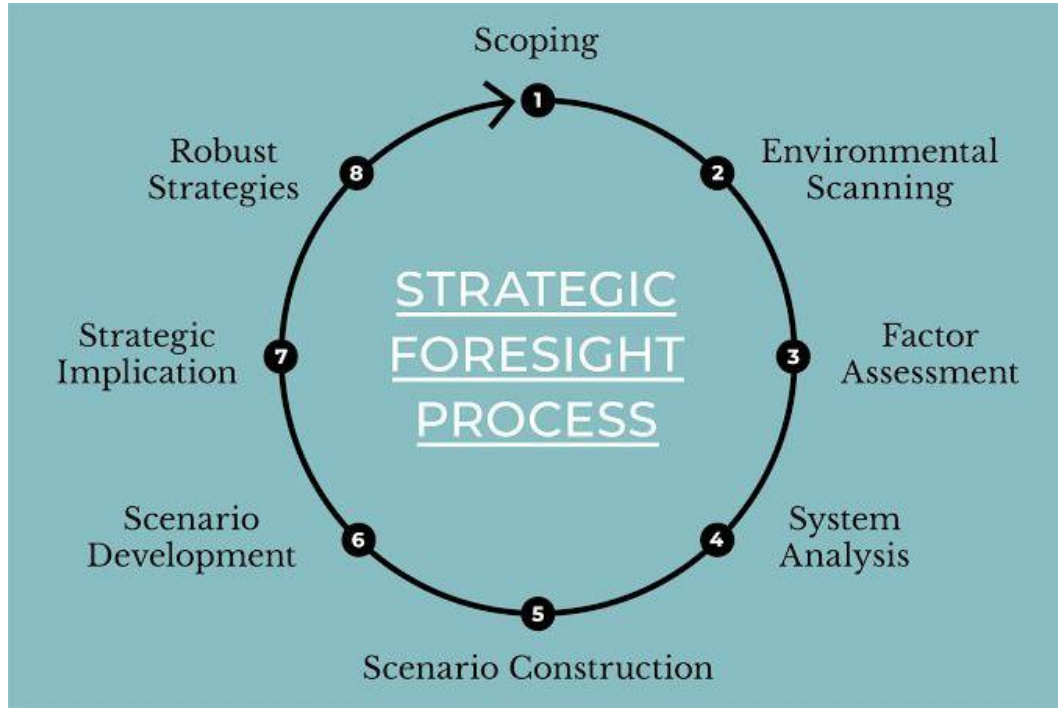 Scoping
1
2
Environmental
Scanning
3
Factor
Assessment
4
System
Analysis
5
Scenario Construction
6
Scenario
Development
7
Strategic
Implication
8
Robust
Strategies
STRATEGIC
FORESIGHT
PROCESS